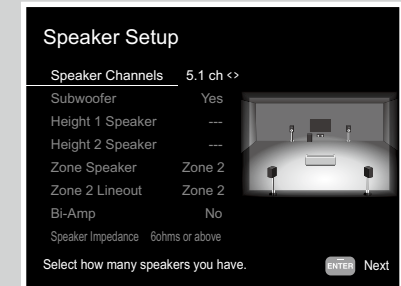 Speaker Setup
Speaker Channels 5.1 ch <>
Subwoofer Yes
Height 1 Speaker ---
Height 2 Speaker ---
Zone Speaker Zone 2
Zone 2 Lineout Zone 2
Bi-Amp No
Speaker Impedance 6ohms or above
Select how many speakers you have. ENTER Next